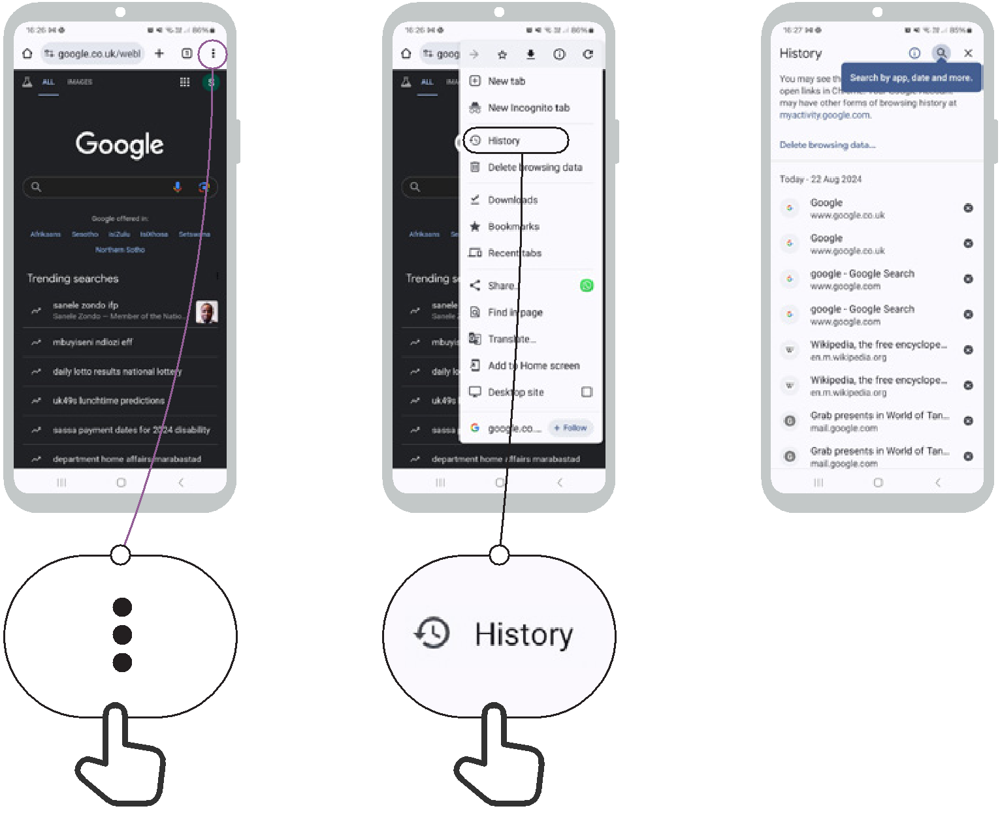 16:26
86%
google.co.uk/webl
ALL IMAGES
S
Google
Google offered in:
Afrikaans Sesotho isiZulu IsiXhosa Setswana
Northern Sotho
Trending searches
sanele zondo ifp
Sanele Zondo — Member of the Natio...
mbuyiseni ndlozi eff
daily lotto results national lottery
uk49s lunchtime predictions
sassa payment dates for 2024 disability
department home affairs marabastad
16:26
86%
goog
ALL IMA
New tab
New Incognito tab
History
Delete browsing data
Downloads
Bookmarks
Recent tabs
Share...
Find in page
Translate...
Add to Home screen
Desktop site
google.co.... + Follow
Afrikaans Se
Trending se
sanele
Sanele Z
mbuyis
daily lo
uk49s l
sassa p
department home affairs marabastad
16:27
85%
History
Search by app, date and more.
You may see th
open links in Chrome. Your Google Account
may have other forms of browsing history at
myactivity.google.com.
Delete browsing data...
Today - 22 Aug 2024
Google
www.google.co.uk
Google
www.google.co.uk
google - Google Search
www.google.com
google - Google Search
www.google.com
W
Wikipedia, the free encyclope...
en.m.wikipedia.org
W
Wikipedia, the free encyclope...
en.m.wikipedia.org
G
Grab presents in World of Tan...
mail.google.com
G
Grab presents in World of Tan...
mail.google.com
History